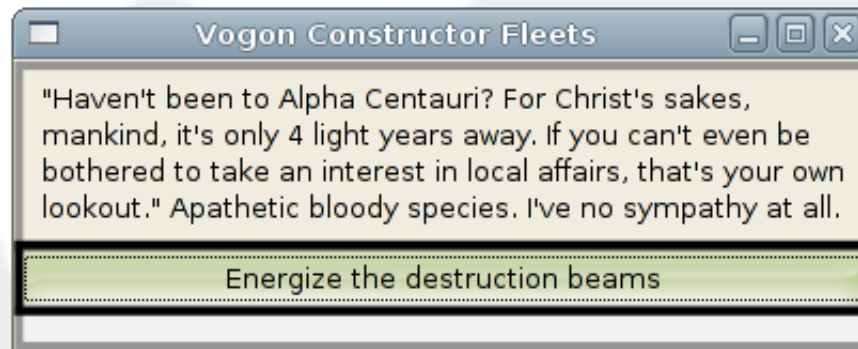 Vogon Constructor Fleets
"Haven't been to Alpha Centauri? For Christ's sakes,
mankind, it's only 4 light years away. If you can't even be
bothered to take an interest in local affairs, that's your own
lookout." Apathetic bloody species. I've no sympathy at all.
Energize the destruction beams